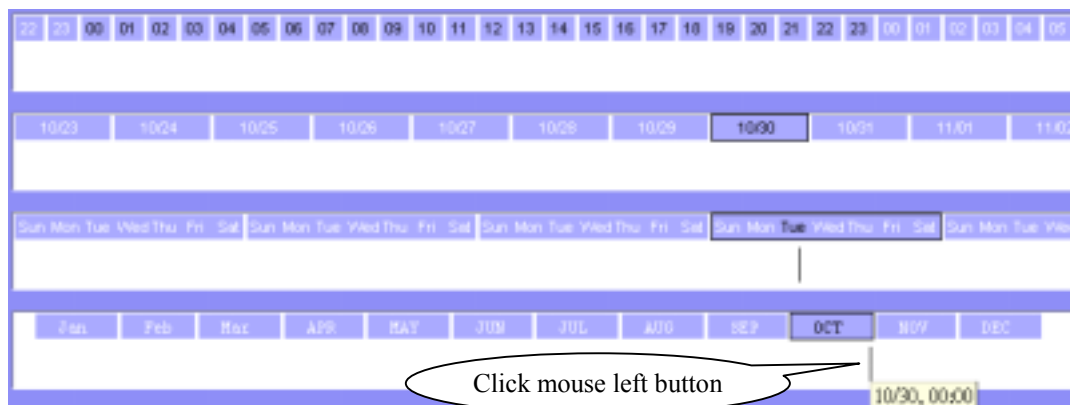 22 23 00 01 02 03 04 05 06 07 08 09 10 11 12 13 14 15 16 17 18 19 20 21 22 23 00 01 02 03 04 05
10/23 10/24 10/25 10/26 10/27 10/28 10/29 10/30 10/31 11/01 11/02
Sun Mon Tue Wed Thu Fri Sat Sun Mon Tue Wed Thu Fri Sat Sun Mon Tue Wed Thu Fri Sat Sun Mon Tue Wed Thu Fri Sat Sun Mon Tue Wed
Jan Feb Mar APR MAY JUN JUL AUG SEP OCT NOV DEC
Click mouse left button
10/30, 00:00